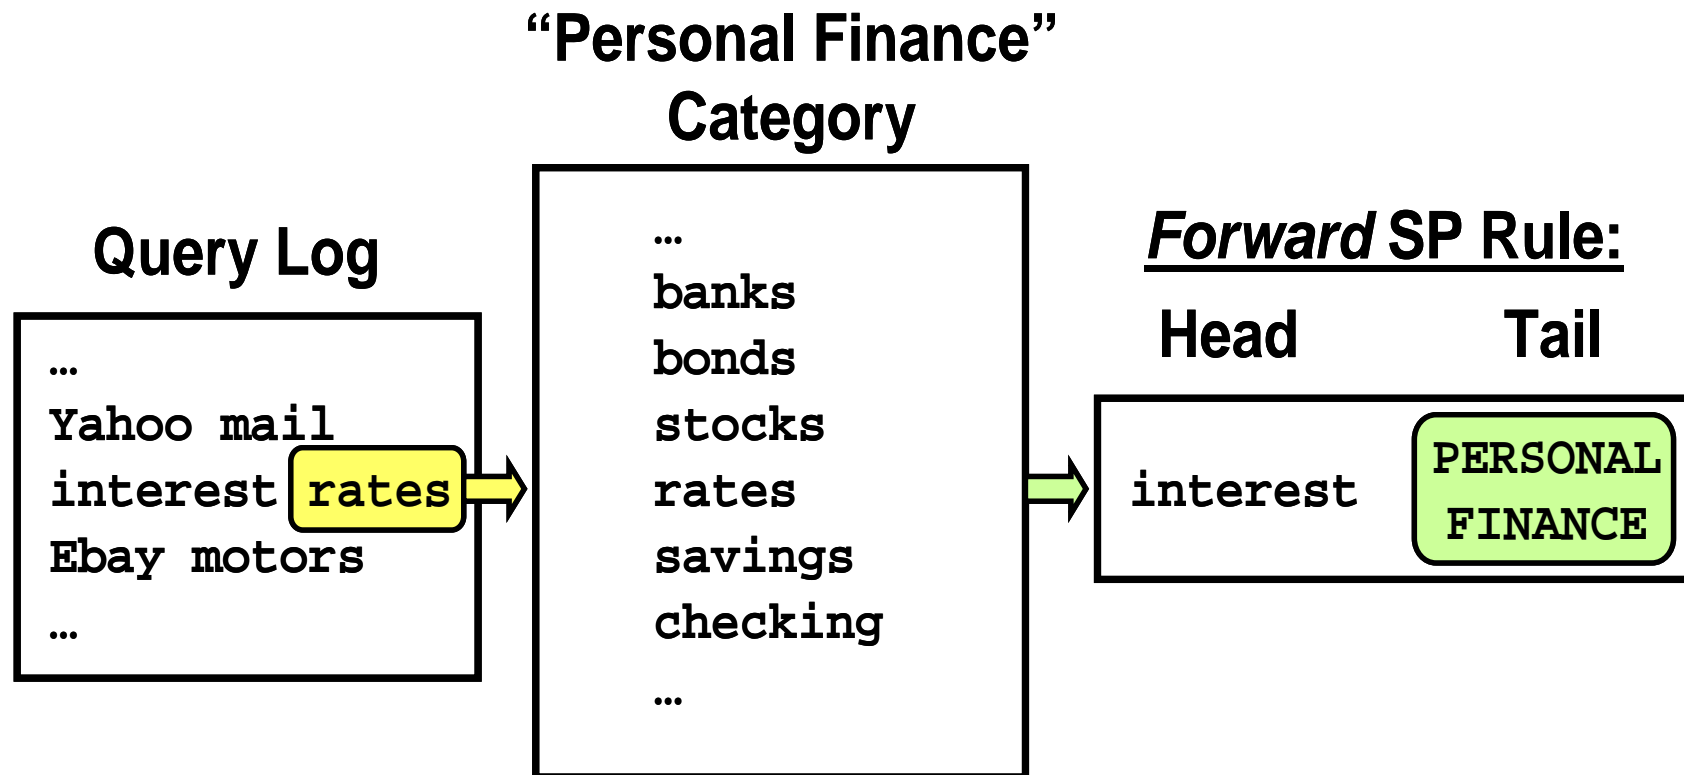 “Personal Finance”
Category
Query Log
…
Yahoo mail
interest rates
Ebay motors
…
…
banks
bonds
stocks
rates
savings
checking
…
Forward SP Rule:
Head Tail
interest
PERSONAL
FINANCE